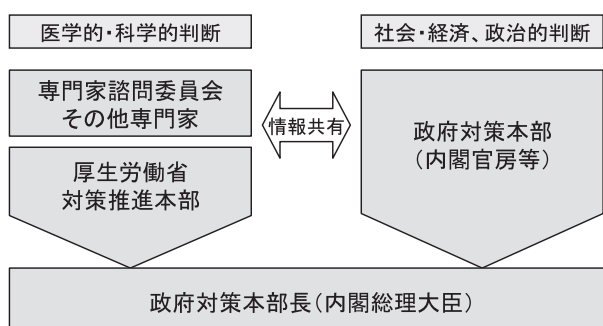 医学的・科学的判断
社会・経済、政治的判断
専門家諮問委員会
その他専門家
情報共有
政府対策本部
（内閣官房等）
厚生労働省
対策推進本部
政府対策本部長（内閣総理大臣）